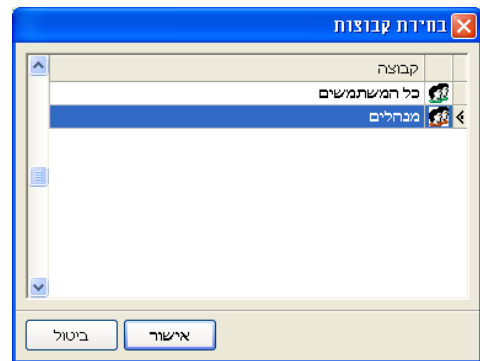 בחירת קבוצות
קבוצה
כל המשתמשים
מנהלים
אישור
ביטול